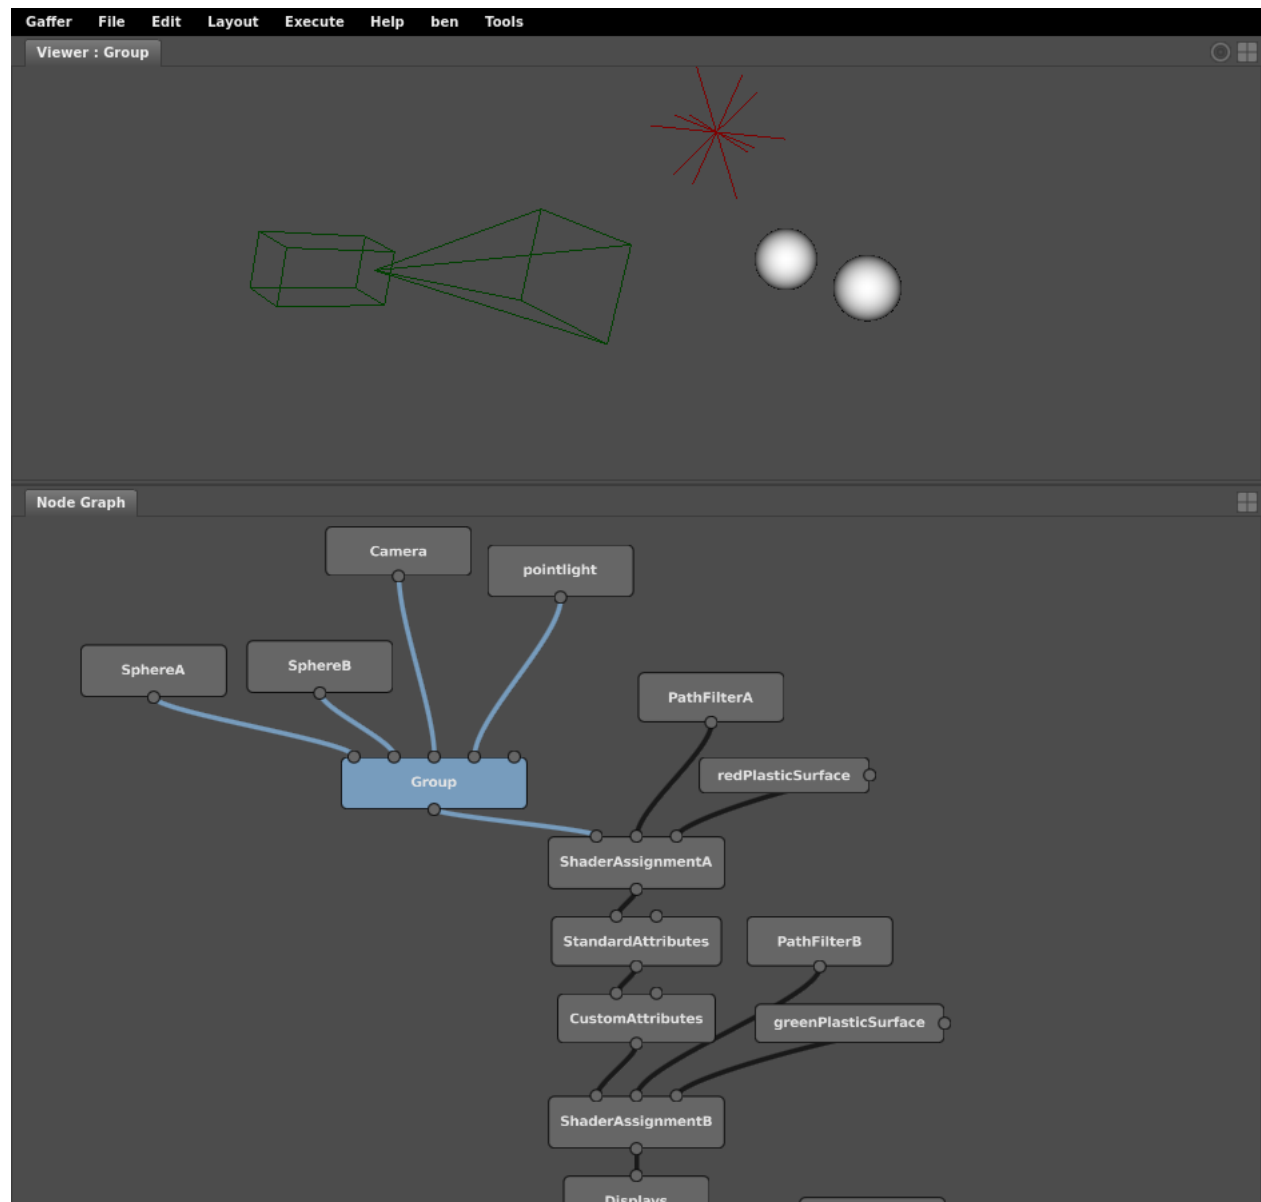 Gaffer File Edit Layout Execute Help ben Tools
Viewer : Group
Node Graph
Camera
pointlight
SphereA
SphereB
PathFilterA
redPlasticSurface
Group
ShaderAssignmentA
StandardAttributes
PathFilterB
CustomAttributes
greenPlasticSurface
ShaderAssignmentB
Displays